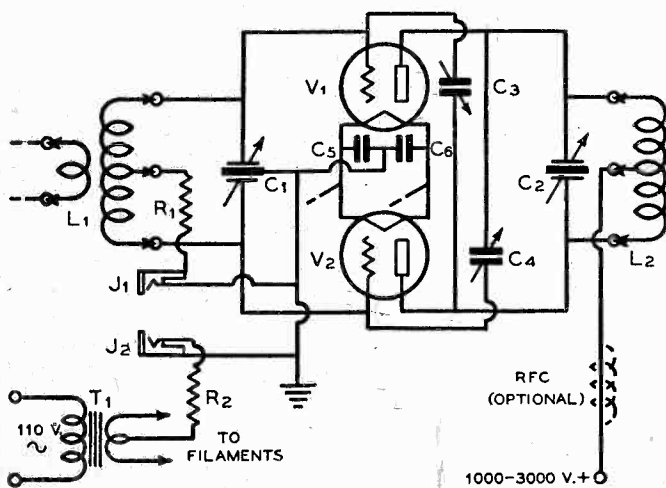 V1
C3
C5
C6
C1
C2
L1
R1
V2
C4
L2
J1
J2
R2
T1
110 V.
~
TO
FILAMENTS
RFC
(OPTIONAL)
1000-3000 V.+